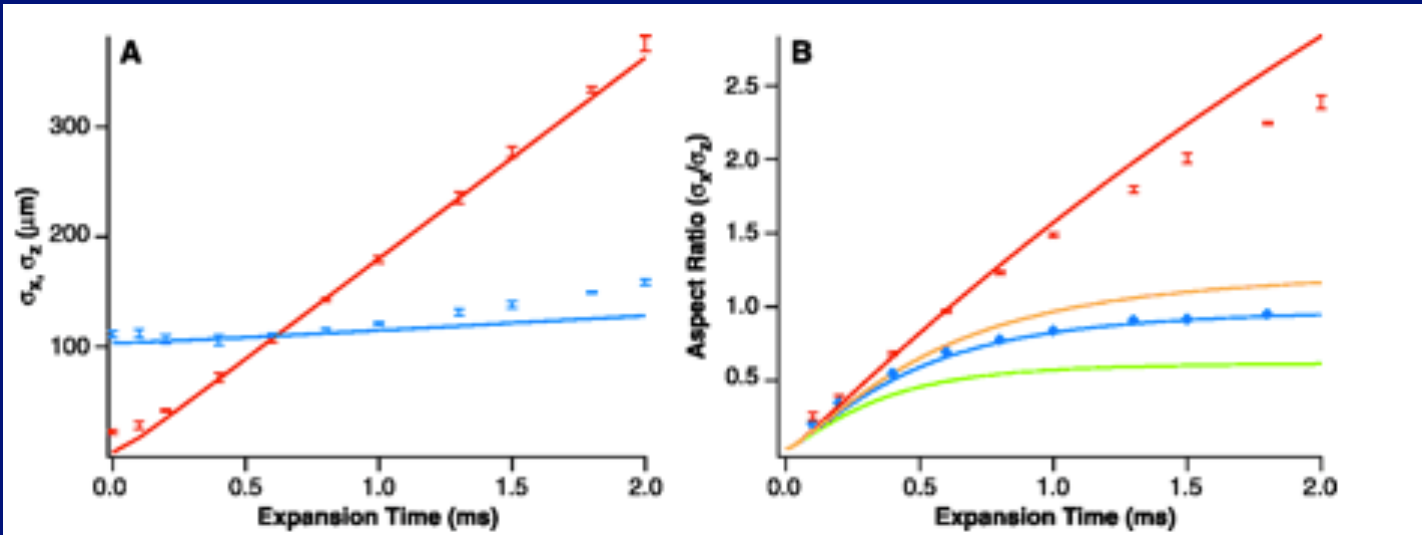 A
300
200
100
σx, σz (μm)
0.0 0.5 1.0 1.5 2.0
Expansion Time (ms)
B
2.5
2.0
1.5
1.0
0.5
Aspect Ratio (σx/σz)
0.0 0.5 1.0 1.5 2.0
Expansion Time (ms)